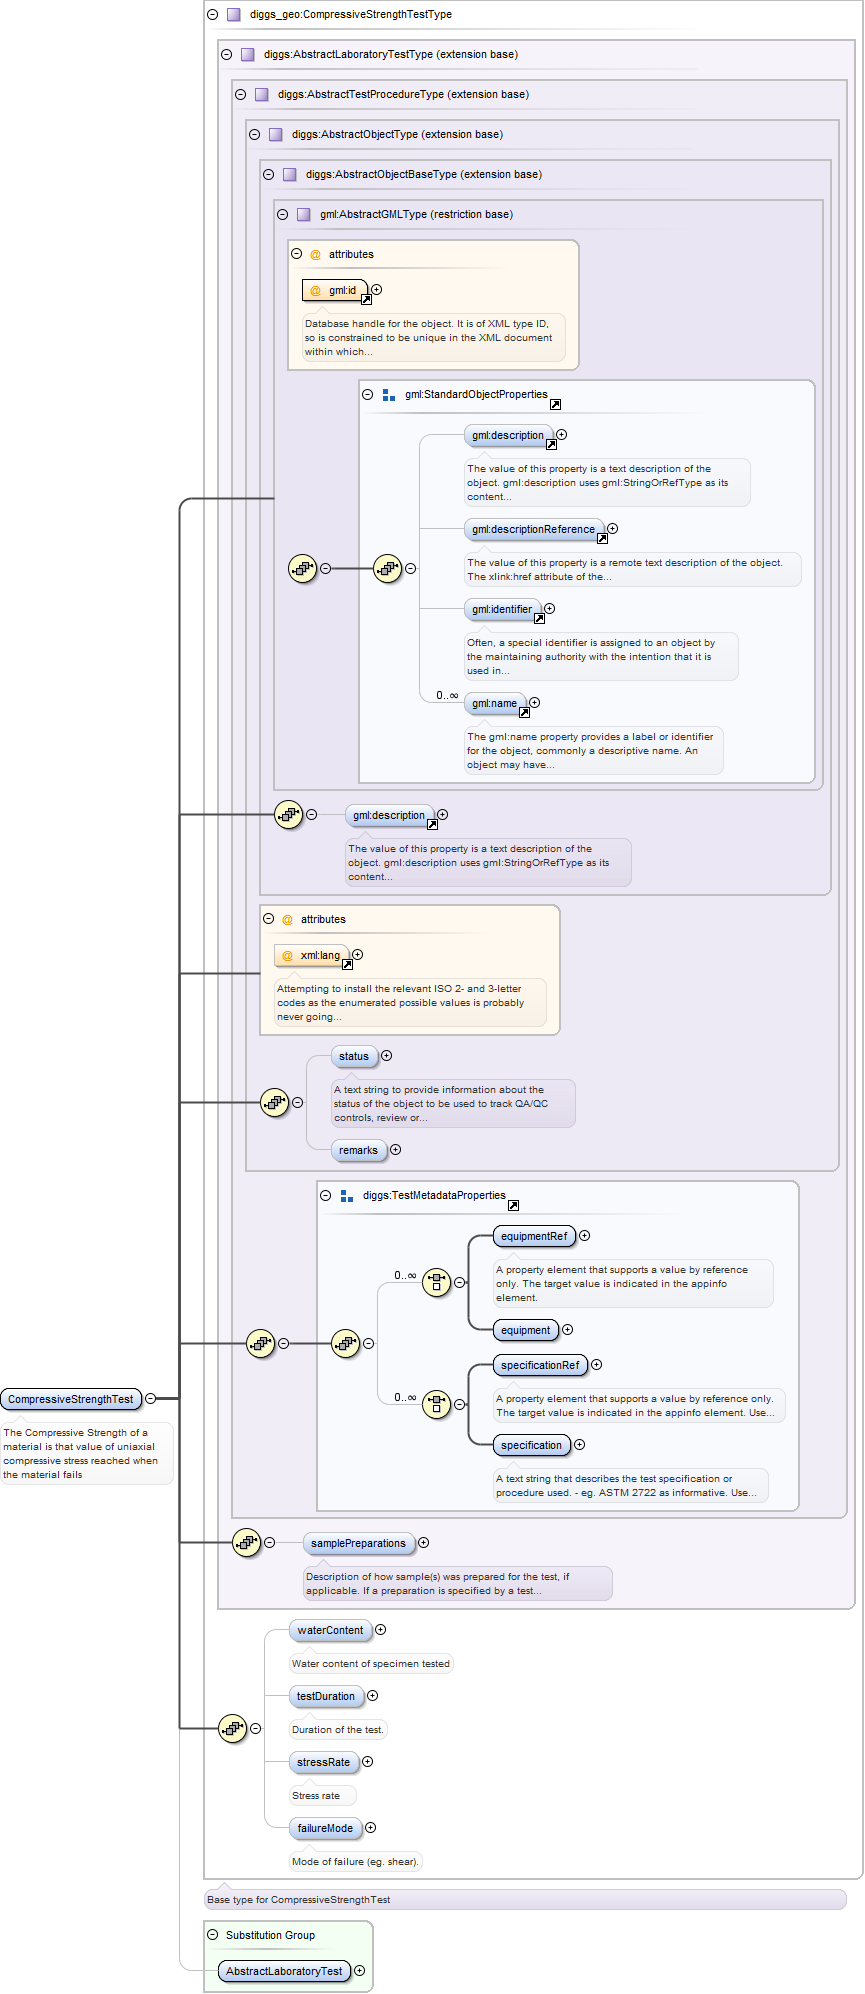 diggs_geo:CompressiveStrengthTestType
diggs:AbstractLaboratoryTestType (extension base)
diggs:AbstractTestProcedureType (extension base)
diggs:AbstractObjectType (extension base)
diggs:AbstractObjectBaseType (extension base)
gml:AbstractGMLType (restriction base)
@ attributes
@ gml:id
Database handle for the object. It is of XML type ID,
so is constrained to be unique in the XML document
within which...
gml:StandardObjectProperties
gml:description
The value of this property is a text description of the
object. gml:description uses gml:StringOrRefType as its
content...
gml:descriptionReference
The value of this property is a remote text description of the object.
The xlink:href attribute of the...
gml:identifier
Often, a special identifier is assigned to an object by
the maintaining authority with the intention that it is
used in...
0..∞
gml:name
The gml:name property provides a label or identifier
for the object, commonly a descriptive name. An
object may have...
gml:description
The value of this property is a text description of the
object. gml:description uses gml:StringOrRefType as its
content...
@ attributes
@ xml:lang
Attempting to install the relevant ISO 2- and 3-letter
codes as the enumerated possible values is probably
never going...
status
A text string to provide information about the
status of the object to be used to track QA/QC
controls, review or...
remarks
diggs:TestMetadataProperties
0..∞
equipmentRef
A property element that supports a value by reference
only. The target value is indicated in the appinfo
element.
equipment
0..∞
specificationRef
A property element that supports a value by reference only.
The target value is indicated in the appinfo element. Use...
specification
A text string that describes the test specification or
procedure used. - eg. ASTM 2722 as informative. Use...
CompressiveStrengthTest
The Compressive Strength of a
material is that value of uniaxial
compressive stress reached when
the material fails
samplePreparations
Description of how sample(s) was prepared for the test, if
applicable. If a preparation is specified by a test...
waterContent
Water content of specimen tested
testDuration
Duration of the test.
stressRate
Stress rate
failureMode
Mode of failure (eg. shear).
Base type for CompressiveStrengthTest
Substitution Group
AbstractLaboratoryTest